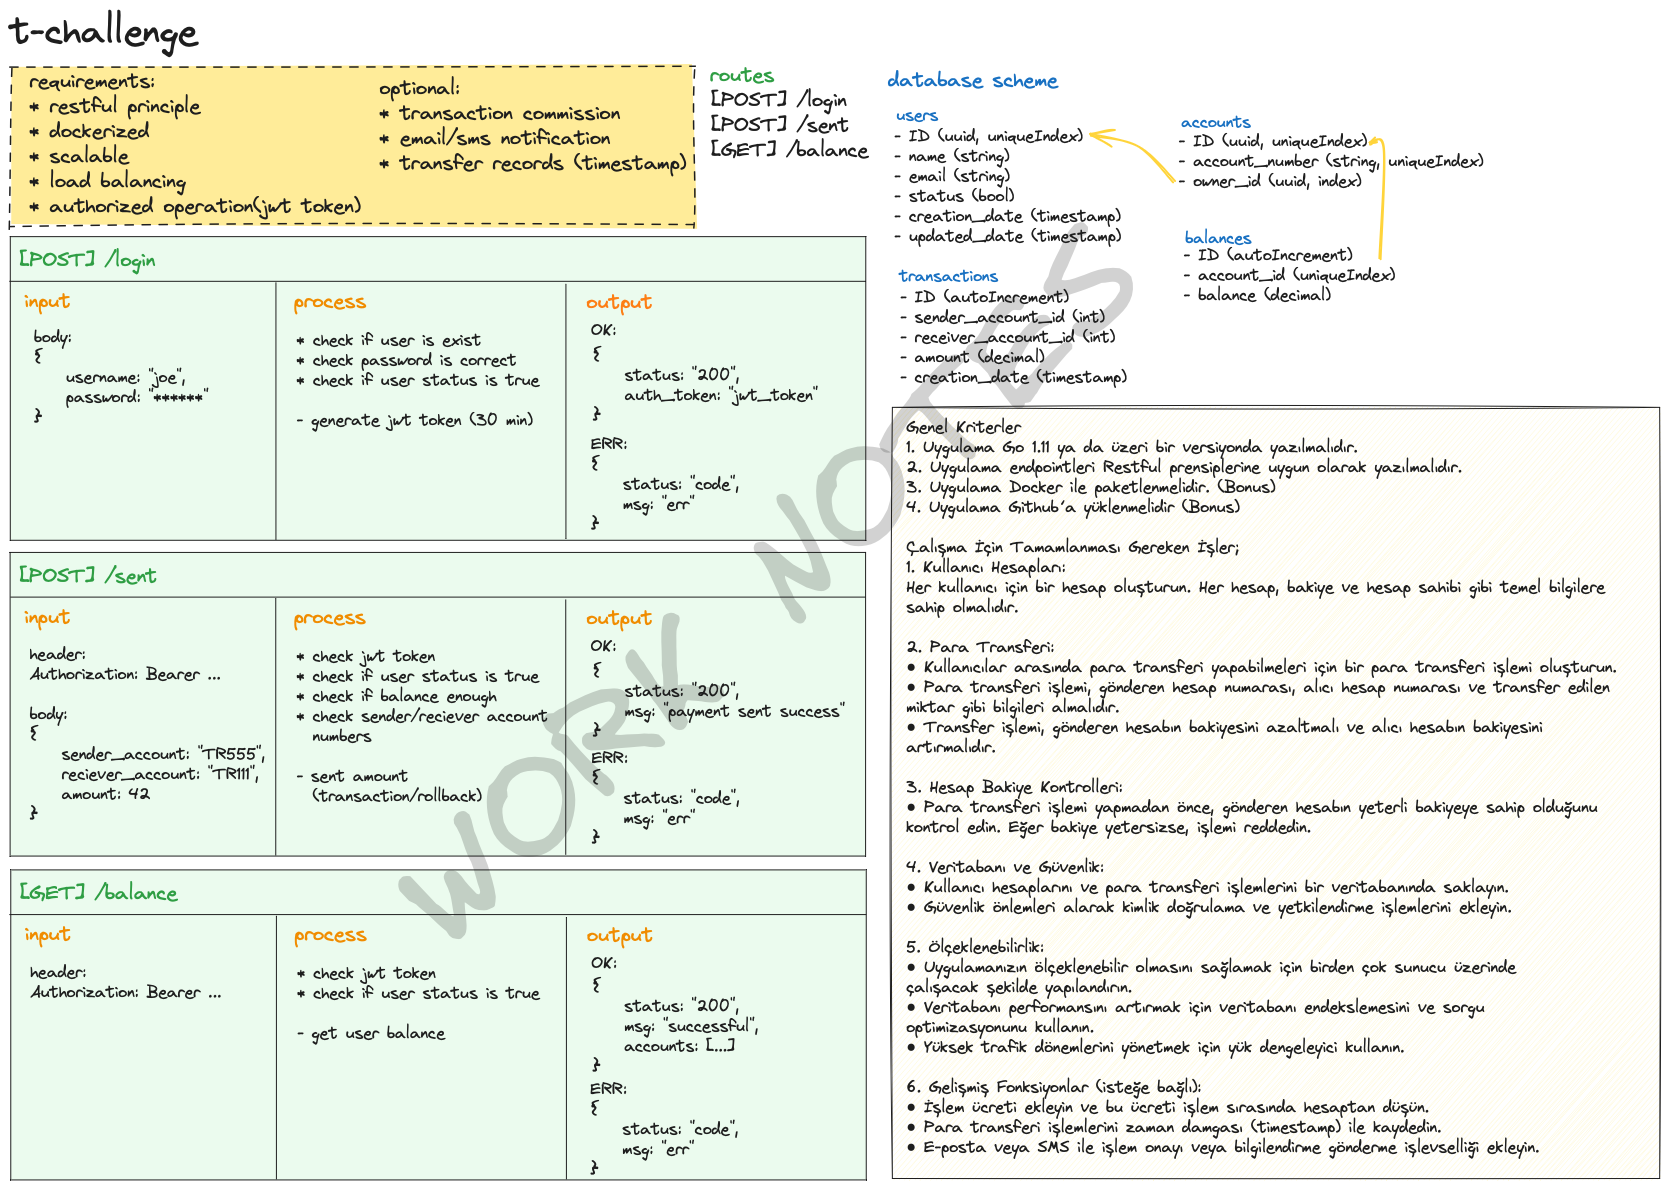 t-challenge
requirements:
* restful principle
* dockerized
* scalable
* load balancing
* authorized operation(jwt token)
optional:
* transaction commission
* email/sms notification
* transfer records (timestamp)
routes
[POST] /login
[POST] /sent
[GET] /balance
database scheme
users
- ID (uuid, uniqueIndex)
- name (string)
- email (string)
- status (bool)
- creation_date (timestamp)
- updated_date (timestamp)
accounts
- ID (uuid, uniqueIndex)
- account_number (string, uniqueIndex)
- owner_id (uuid, index)
balances
- ID (autoIncrement)
- account_id (uniqueIndex)
- balance (decimal)
transactions
- ID (autoIncrement)
- sender_account_id (int)
- receiver_account_id (int)
- amount (decimal)
- creation_date (timestamp)
[POST] /login
input
body:
{
username: "joe",
password: "******"
}
process
* check if user is exist
* check password is correct
* check if user status is true
- generate jwt token (30 min)
output
OK:
{
status: "200",
auth_token: "jwt_token"
}
ERR:
{
status: "code",
msg: "err"
}
[POST] /sent
input
header:
Authorization: Bearer ...
body:
{
sender_account: "TR555",
reciever_account: "TR111",
amount: 42
}
process
* check jwt token
* check if user status is true
* check if balance enough
* check sender/reciever account
numbers
- sent amount
(transaction/rollback)
output
OK:
{
status: "200",
msg: "payment sent success"
}
ERR:
{
status: "code",
msg: "err"
}
[GET] /balance
input
header:
Authorization: Bearer ...
process
* check jwt token
* check if user status is true
- get user balance
output
OK:
{
status: "200",
msg: "successful",
accounts: [...]
}
ERR:
{
status: "code",
msg: "err"
}
Genel Kriterler
1. Uygulama Go 1.11 ya da üzeri bir versiyonda yazılmalıdır.
2. Uygulama endpointleri Restful prensiplerine uygun olarak yazılmalıdır.
3. Uygulama Docker ile paketlenmelidir. (Bonus)
4. Uygulama Github'a yüklenmelidir (Bonus)
Çalışma İçin Tamamlanması Gereken İşler;
1. Kullanıcı Hesapları:
Her kullanıcı için bir hesap oluşturun. Her hesap, bakiye ve hesap sahibi gibi temel bilgilere
sahip olmalıdır.
2. Para Transferi:
● Kullanıcılar arasında para transferi yapabilmeleri için bir para transferi işlemi oluşturun.
● Para transferi işlemi, gönderen hesap numarası, alıcı hesap numarası ve transfer edilen
miktar gibi bilgileri almalıdır.
● Transfer işlemi, gönderen hesabın bakiyesini azaltmalı ve alıcı hesabın bakiyesini
artırmalıdır.
3. Hesap Bakiye Kontrolleri:
● Para transferi işlemi yapmadan önce, gönderen hesabın yeterli bakiyeye sahip olduğunu
kontrol edin. Eğer bakiye yetersizse, işlemi reddedin.
4. Veritabanı ve Güvenlik:
● Kullanıcı hesaplarını ve para transferi işlemlerini bir veritabanında saklayın.
● Güvenlik önlemleri alarak kimlik doğrulama ve yetkilendirme işlemlerini ekleyin.
5. Ölçeklenebilirlik:
● Uygulamanızın ölçeklenebilir olmasını sağlamak için birden çok sunucu üzerinde
çalışacak şekilde yapılandırın.
● Veritabanı performansını artırmak için veritabanı endekslemesini ve sorgu
optimizasyonunu kullanın.
● Yüksek trafik dönemlerini yönetmek için yük dengeleyici kullanın.
6. Gelişmiş Fonksiyonlar (isteğe bağlı):
● İşlem ücreti ekleyin ve bu ücreti işlem sırasında hesaptan düşün.
● Para transferi işlemlerini zaman damgası (timestamp) ile kaydedin.
● E-posta veya SMS ile işlem onayı veya bilgilendirme gönderme işlevselliği ekleyin.
WORK NOTES